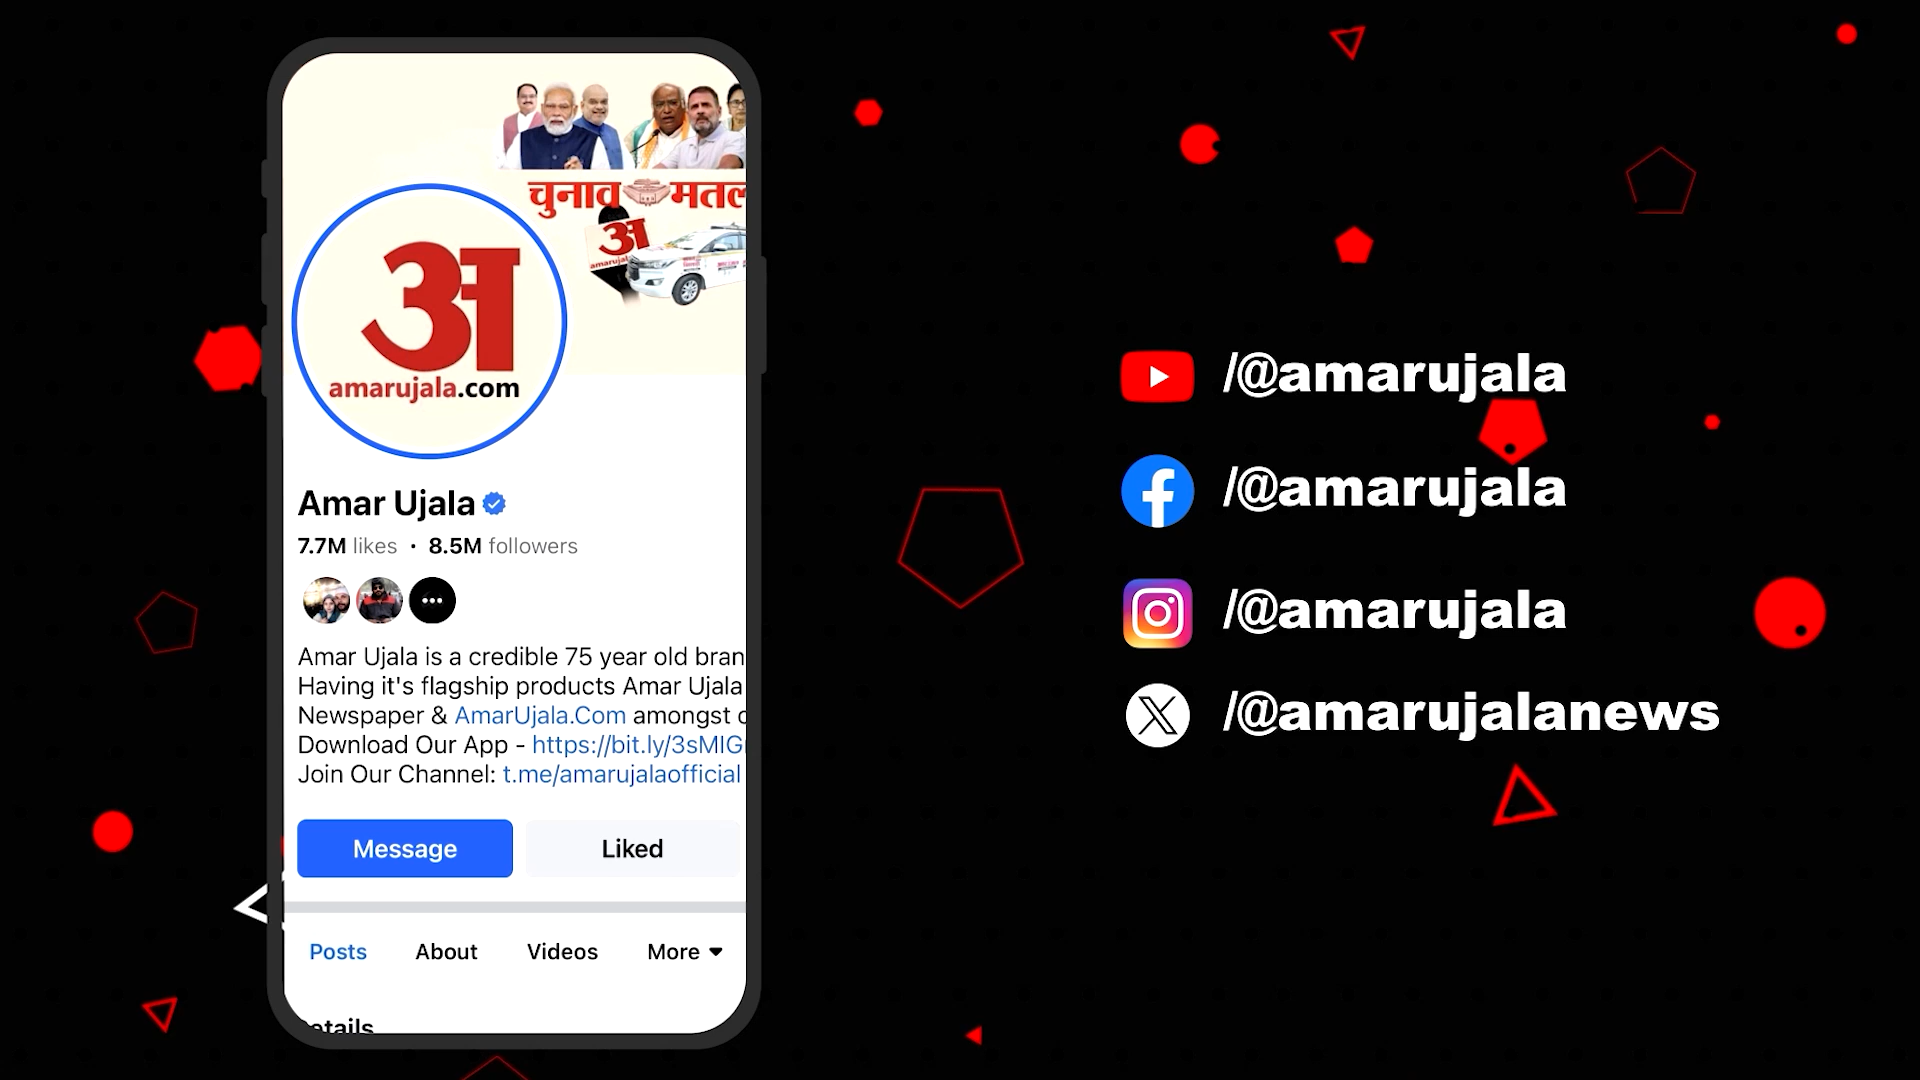 चुनाव
अ
amarujala.com
Amar Ujala
7.7M likes · 8.5M followers
Amar Ujala is a credible 75 year old
Having it's flagship products Amar Ujala
Newspaper & AmarUjala.Com amongst
Download Our App - https://bit.ly/3sMIG
Join Our Channel: t.me/amarujalaofficial
Message
Liked
Posts
About
Videos
More
/@amarujala
/@amarujala
/@amarujala
/@amarujalanews